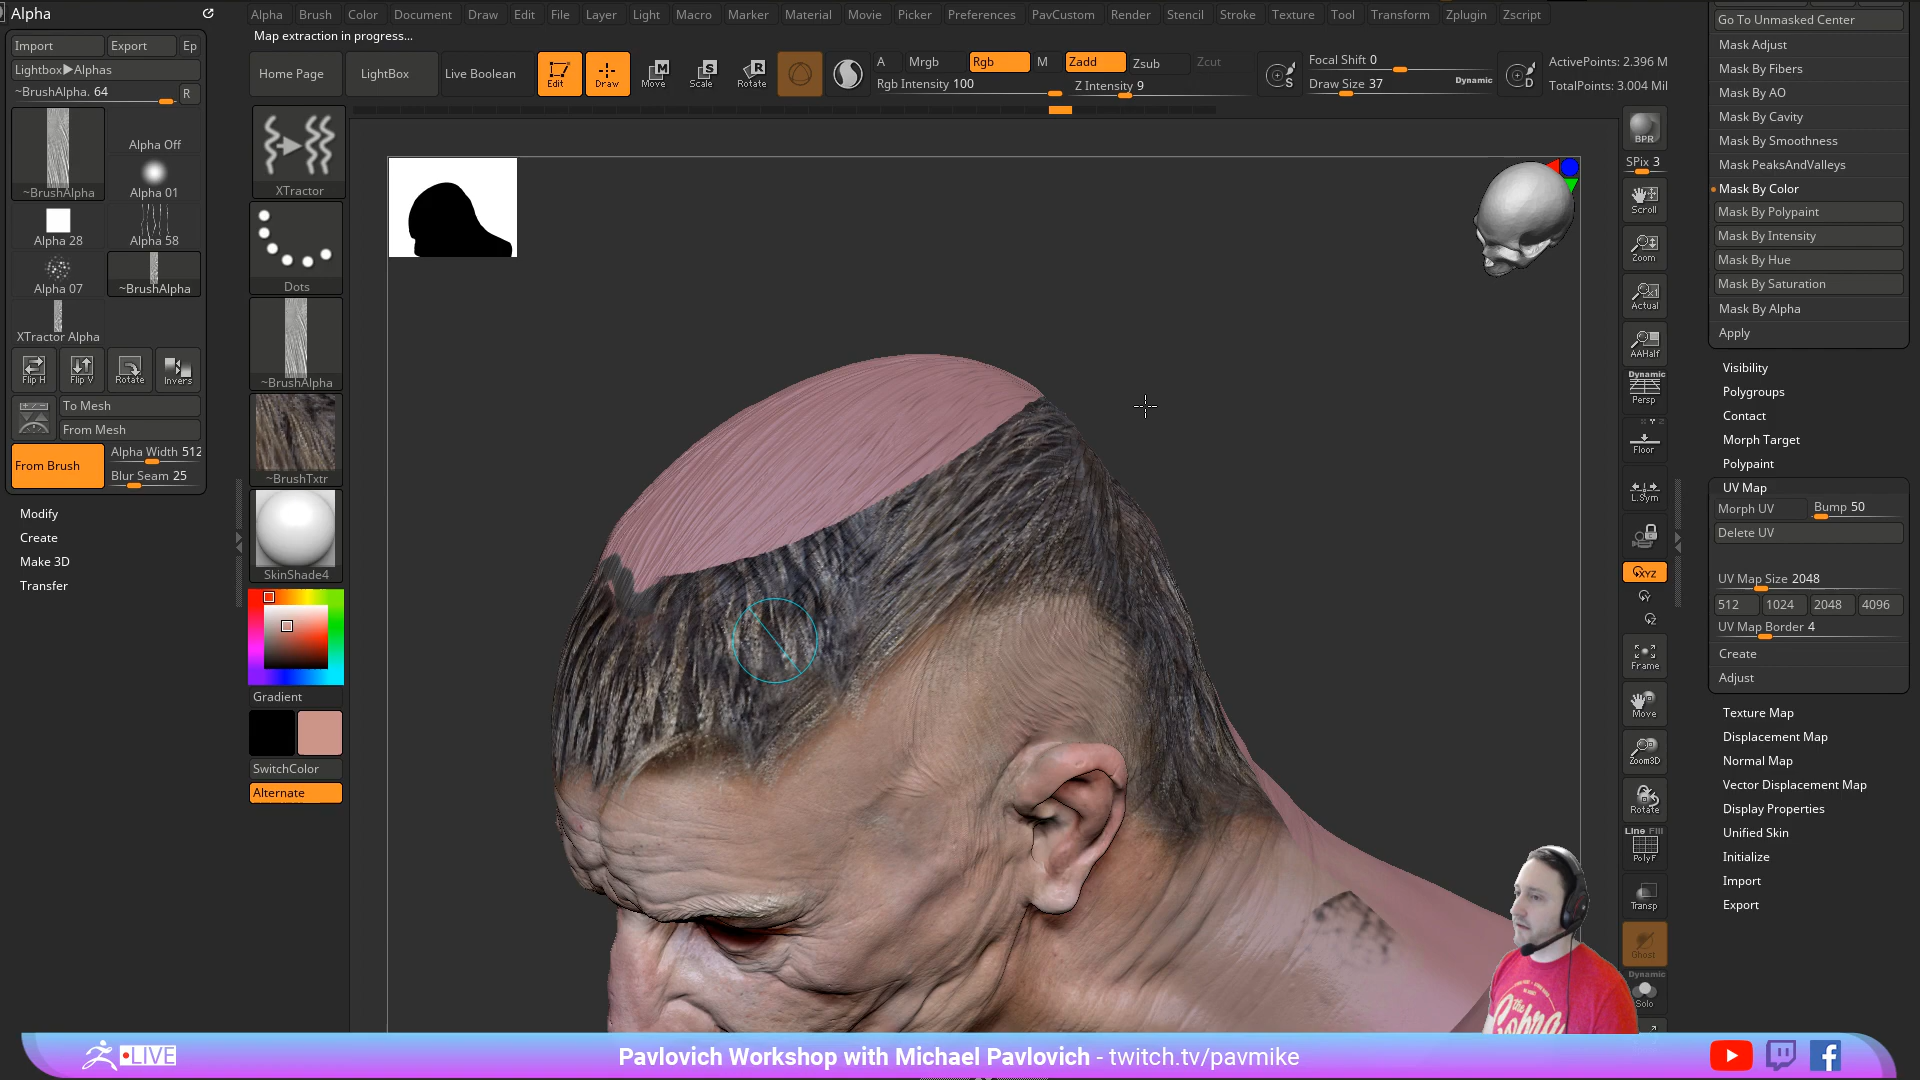 Alpha
Alpha Brush Color Document Draw Edit File Layer Light Macro Marker Material Movie Picker Preferences PavCustom Render Stencil Stroke Texture Tool Transform Zplugin Zscript
Map extraction in progress...
Import Export Ep
Lightbox▶Alphas
~BrushAlpha. 64 R
~BrushAlpha
Alpha Off
Alpha 01
Alpha 28 Alpha 58
Alpha 07 ~BrushAlpha
XTractor Alpha
Flip H Flip V Rotate Invers
To Mesh
From Mesh
From Brush
Alpha Width 512
Blur Seam 25
Modify
Create
Make 3D
Transfer
Home Page LightBox Live Boolean
Edit Draw Move Scale Rotate
A Mrgb Rgb M Zadd Zsub Zcut
Rgb Intensity 100 Z Intensity 9
Focal Shift 0
Draw Size 37 Dynamic
ActivePoints: 2.396 M
TotalPoints: 3.004 Mil
XTractor
Dots
~BrushAlpha
~BrushTxtr
SkinShade4
Gradient
SwitchColor
Alternate
BPR
SPix 3
Scroll
Zoom
Actual
AAHalf
Dynamic
Persp
Floor
L.Sym
XYZ
Frame
Move
Zoom3D
Rotate
Line Fill
PolyF
Transp
Ghost
Dynamic
Solo
Go To Unmasked Center
Mask Adjust
Mask By Fibers
Mask By AO
Mask By Cavity
Mask By Smoothness
Mask PeaksAndValleys
Mask By Color
Mask By Polypaint
Mask By Intensity
Mask By Hue
Mask By Saturation
Mask By Alpha
Apply
Visibility
Polygroups
Contact
Morph Target
Polypaint
UV Map
Morph UV Bump 50
Delete UV
UV Map Size 2048
512 1024 2048 4096
UV Map Border 4
Create
Adjust
Texture Map
Displacement Map
Normal Map
Vector Displacement Map
Display Properties
Unified Skin
Initialize
Import
Export
the
Cobra
LIVE
Pavlovich Workshop with Michael Pavlovich - twitch.tv/pavmike